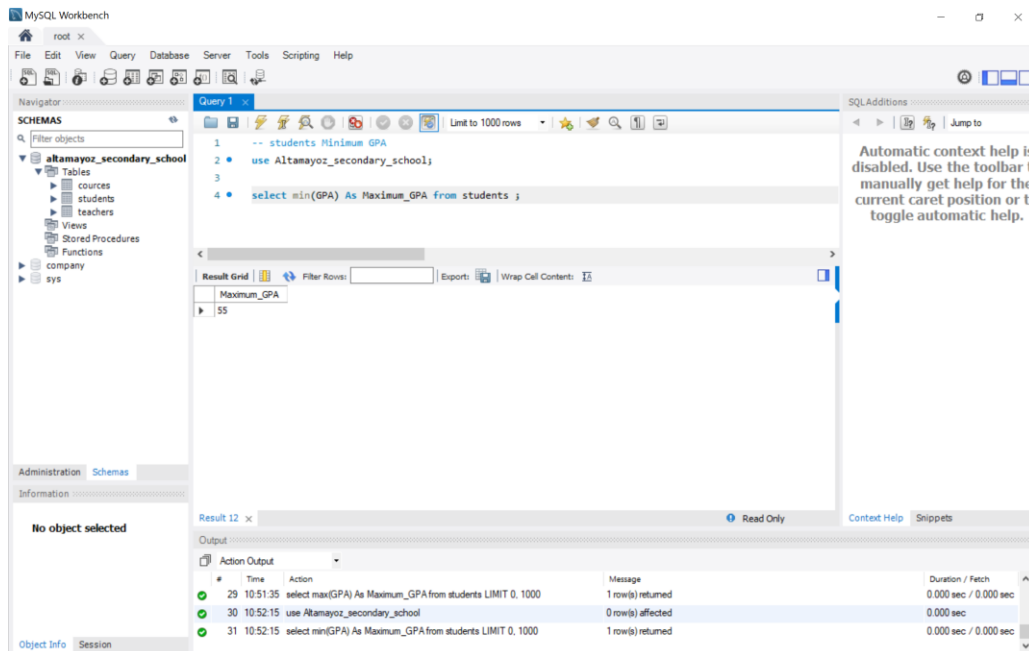 MySQL Workbench
root
File Edit View Query Database Server Tools Scripting Help
Navigator
SCHEMAS
Filter objects
altamayoz_secondary_school
Tables
cources
students
teachers
Views
Stored Procedures
Functions
company
sys
Administration Schemas
Information
No object selected
Object Info Session
Query 1
Limit to 1000 rows
1 -- students Minimum GPA
2 use Altamayoz_secondary_school;
3
4 select min(GPA) As Maximum_GPA from students ;
Result Grid Filter Rows: Export: Wrap Cell Content:
Maximum_GPA
55
Result 12 Read Only
SQLAdditions
Jump to
Automatic context help is
disabled. Use the toolbar
manually get help for the
current caret position or
toggle automatic help.
Context Help Snippets
Output
Action Output
# Time Action Message Duration / Fetch
29 10:51:35 select max(GPA) As Maximum_GPA from students LIMIT 0, 1000 1 row(s) returned 0.000 sec / 0.000 sec
30 10:52:15 use Altamayoz_secondary_school 0 row(s) affected 0.000 sec
31 10:52:15 select min(GPA) As Maximum_GPA from students LIMIT 0, 1000 1 row(s) returned 0.000 sec / 0.000 sec